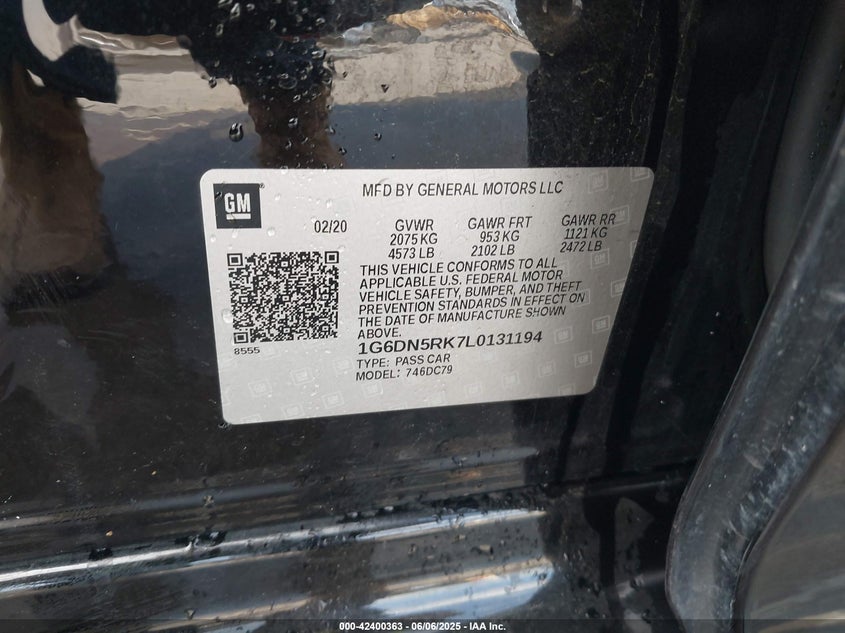 GM
MFD BY GENERAL MOTORS LLC
02/20 GVWR GAWR FRT GAWR RR
2075 KG 953 KG 1121 KG
4573 LB 2102 LB 2472 LB
THIS VEHICLE CONFORMS TO ALL
APPLICABLE U.S. FEDERAL MOTOR
VEHICLE SAFETY, BUMPER, AND THEFT
PREVENTION STANDARDS IN EFFECT ON
THE DATE OF MANUFACTURE SHOWN
ABOVE.
8555
1G6DN5RK7L0131194
TYPE: PASS CAR
MODEL: 746DC79
000-42400363 - 06/06/2025 - IAA Inc.